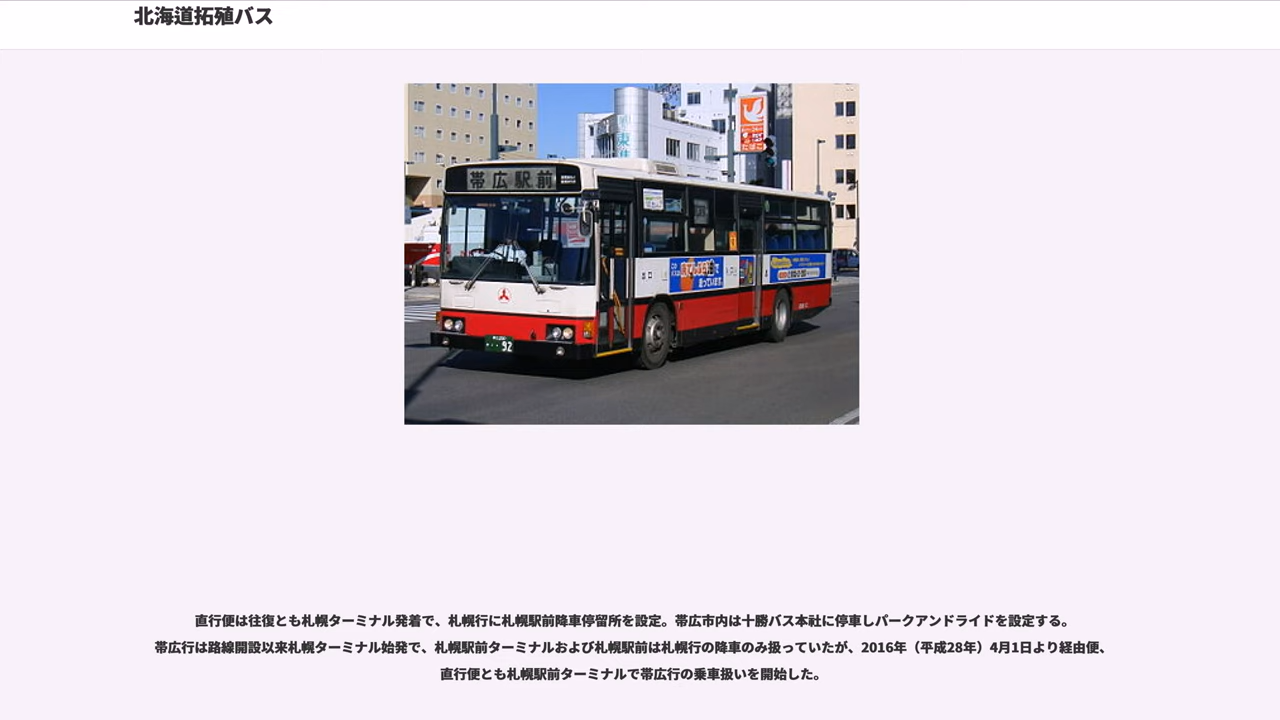 北海道拓殖バス
東進
たばこ
帯広駅前
出口
92
直行便は往復とも札幌ターミナル発着で、札幌行に札幌駅前降車停留所を設定。帯広市内は十勝バス本社に停車しパークアンドライドを設定する。
帯広行は路線開設以来札幌ターミナル始発で、札幌駅前ターミナルおよび札幌駅前は札幌行の降車のみ扱っていたが、2016年（平成28年）4月1日より経由便、
直行便とも札幌駅前ターミナルで帯広行の乗車扱いを開始した。